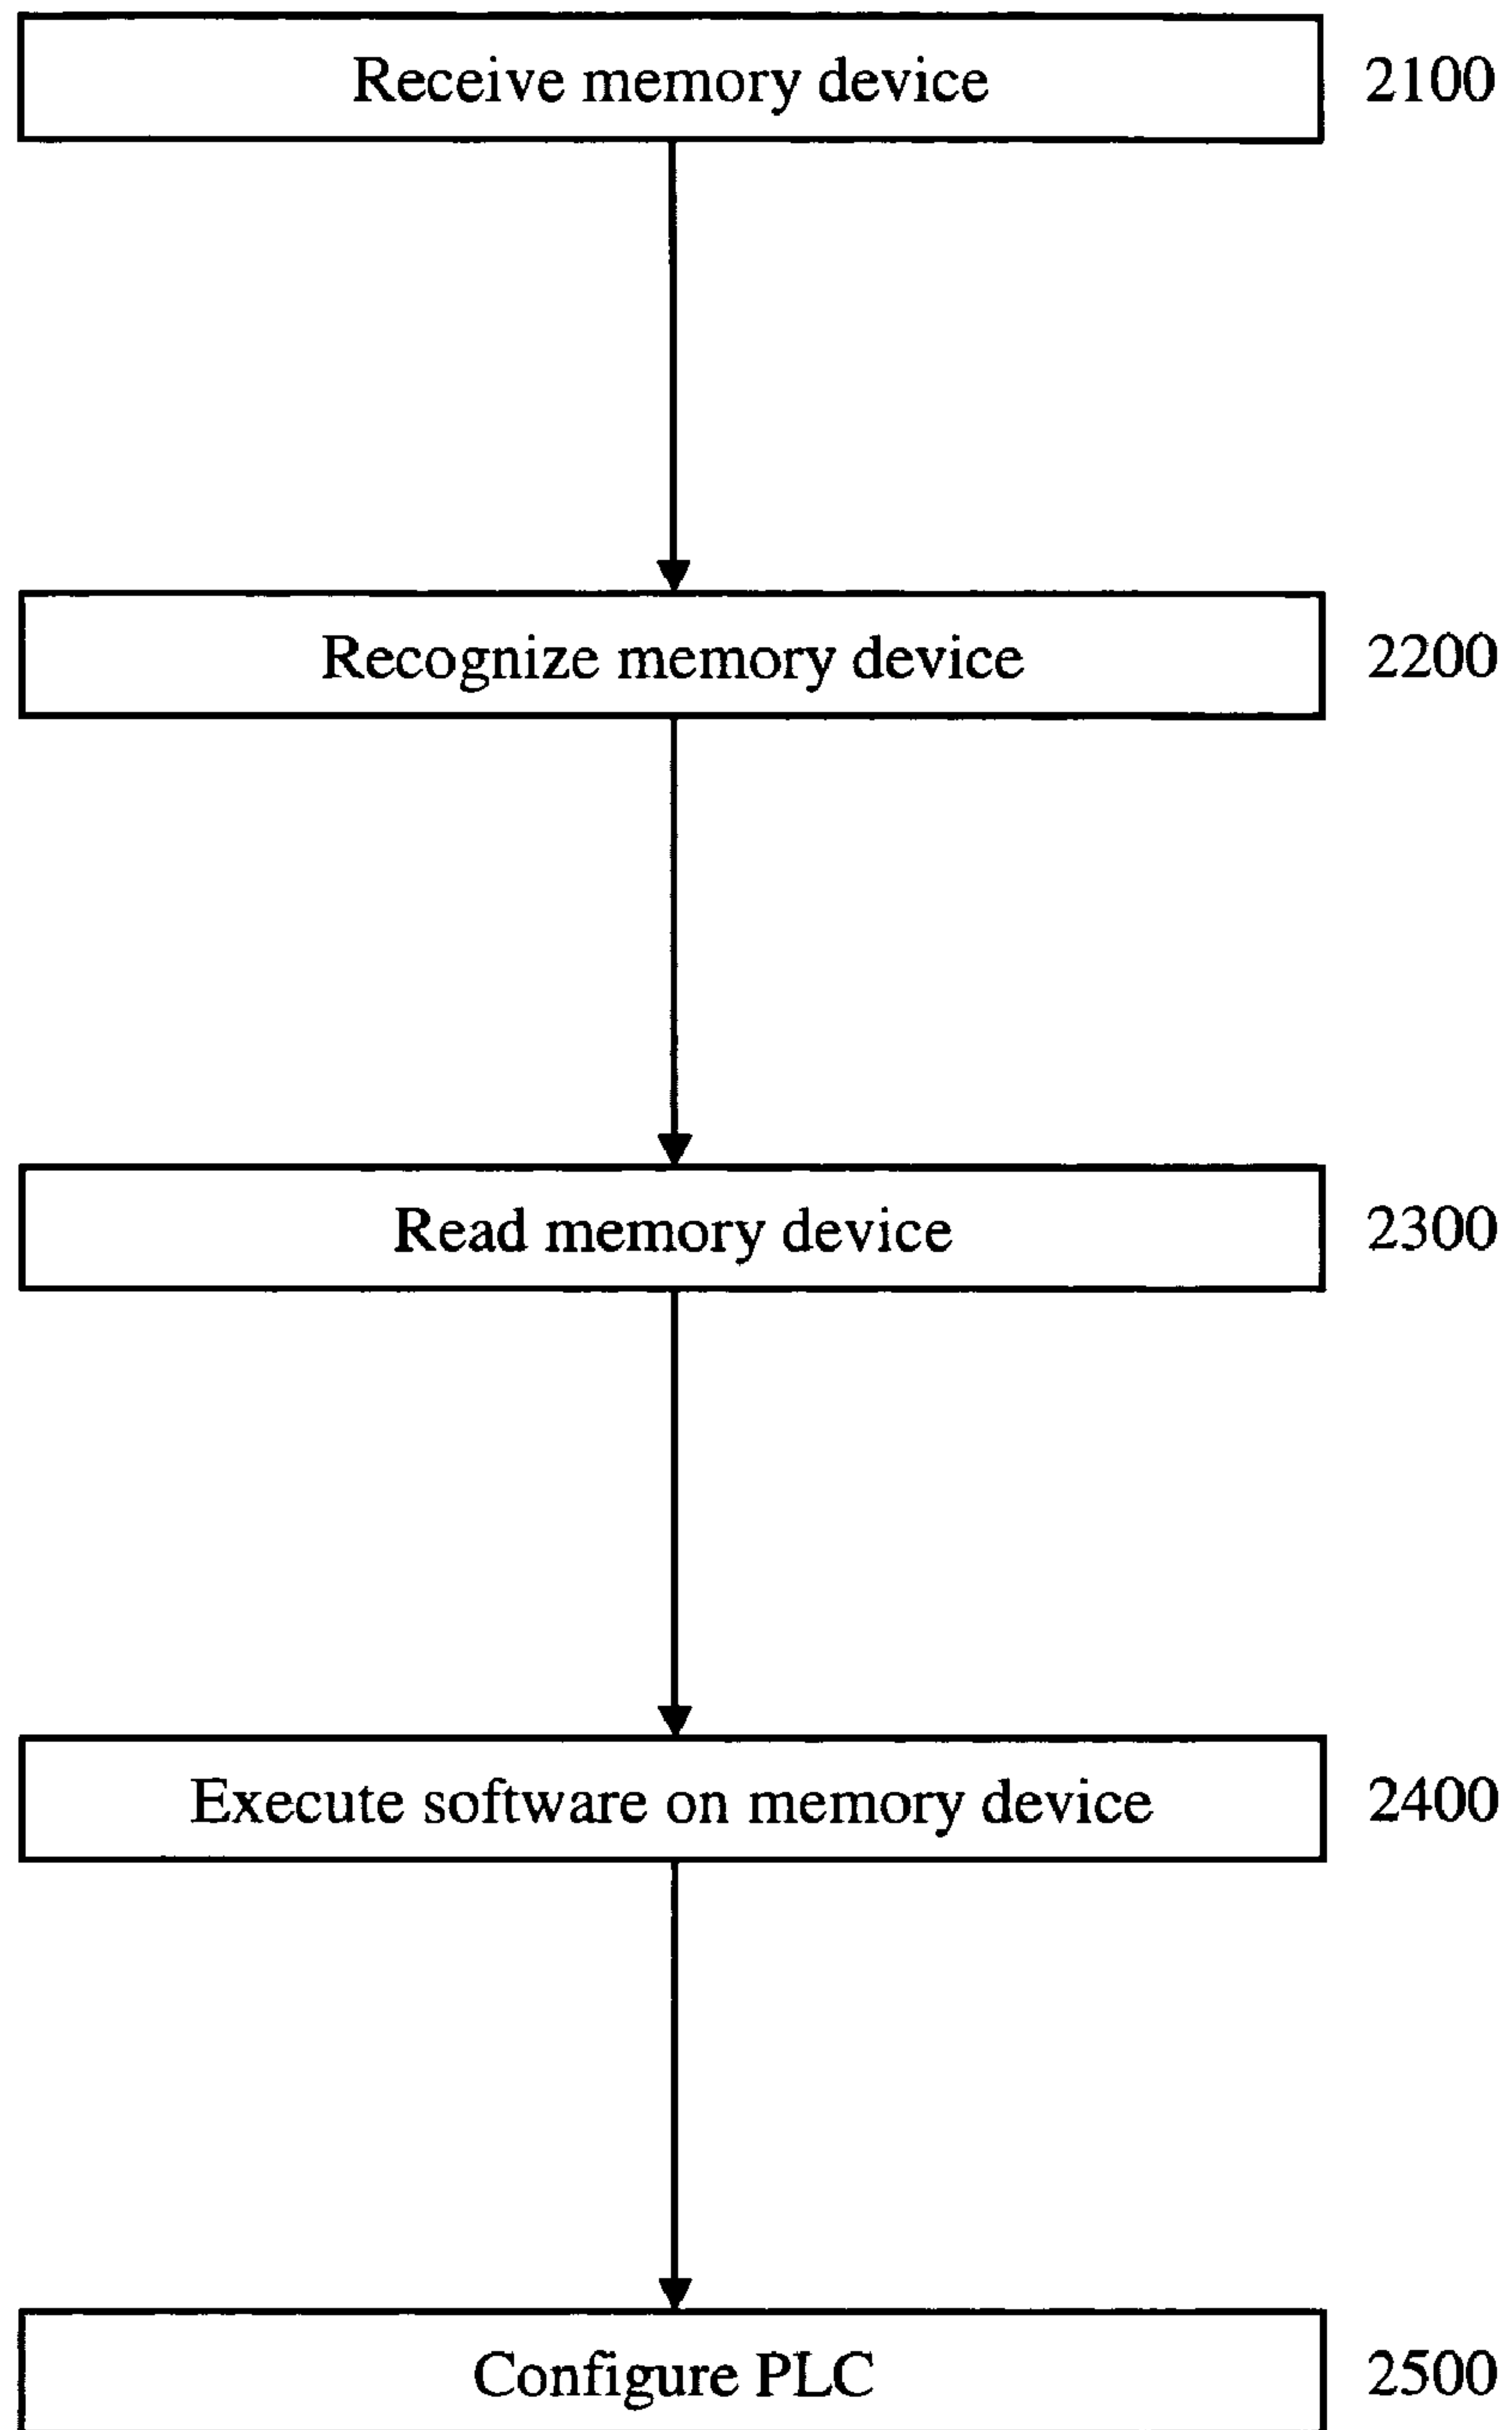 Receive memory device 2100
Recognize memory device 2200
Read memory device 2300
Execute software on memory device 2400
Configure PLC 2500